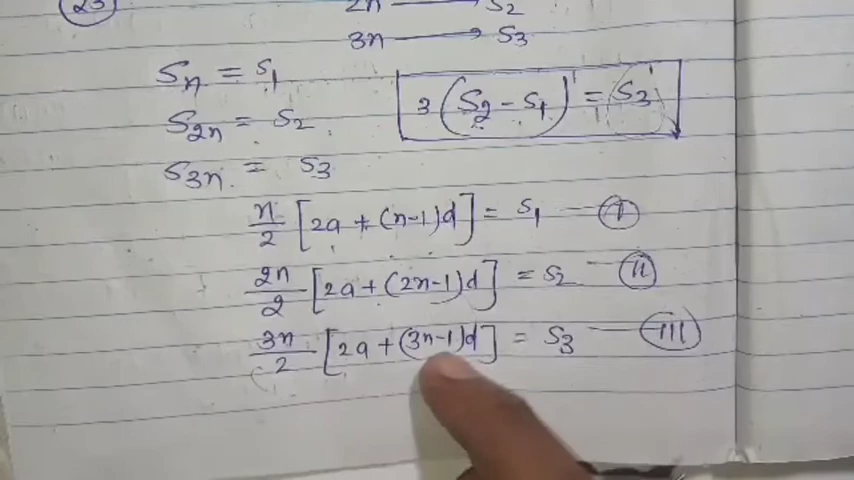 23
2n → S2
3n → S3
Sn = S1
3(S2 - S1) = S3
S2n = S2
S3n = S3
n/2 [2a + (n-1)d] = S1 — I
2n/2 [2a + (2n-1)d] = S2 — II
3n/2 [2a + (3n-1)d] = S3 — III